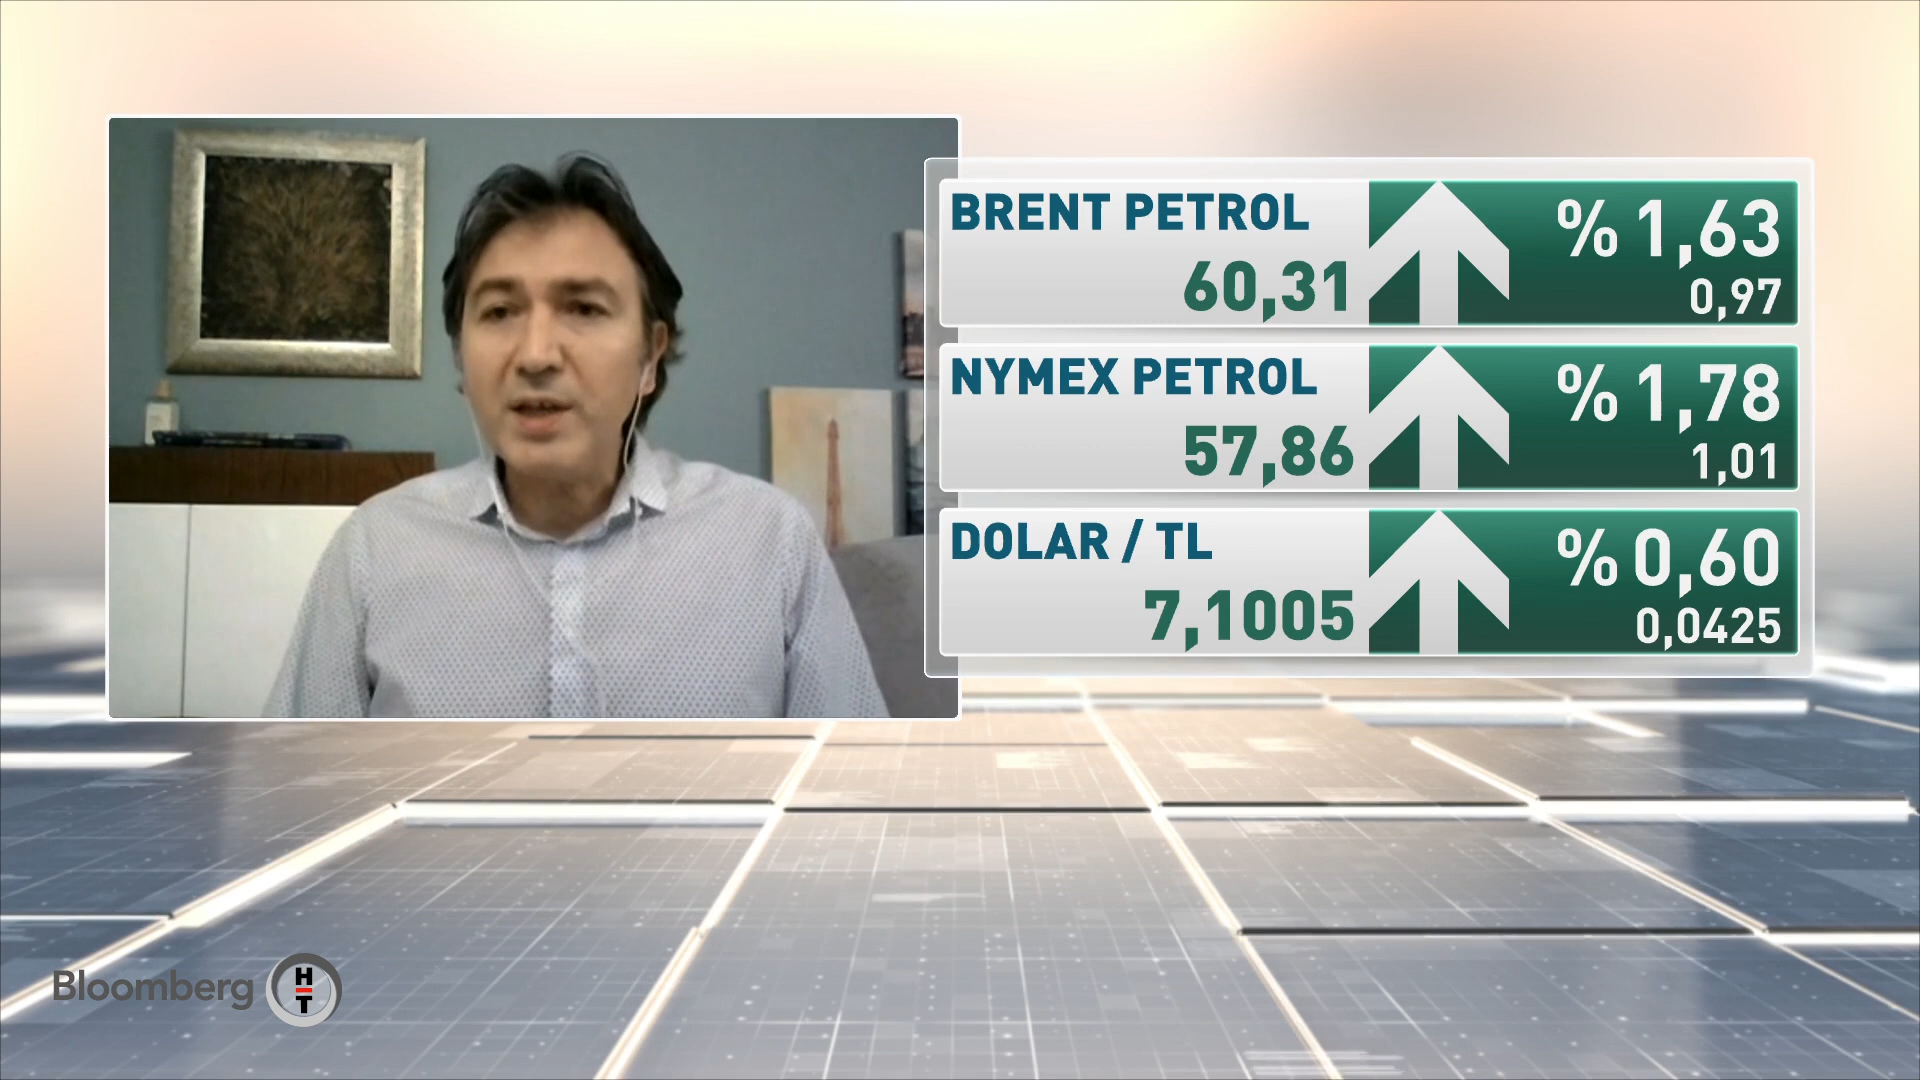 BRENT PETROL
60,31
% 1,63
0,97
NYMEX PETROL
57,86
% 1,78
1,01
DOLAR / TL
7,1005
% 0,60
0,0425
Bloomberg HT